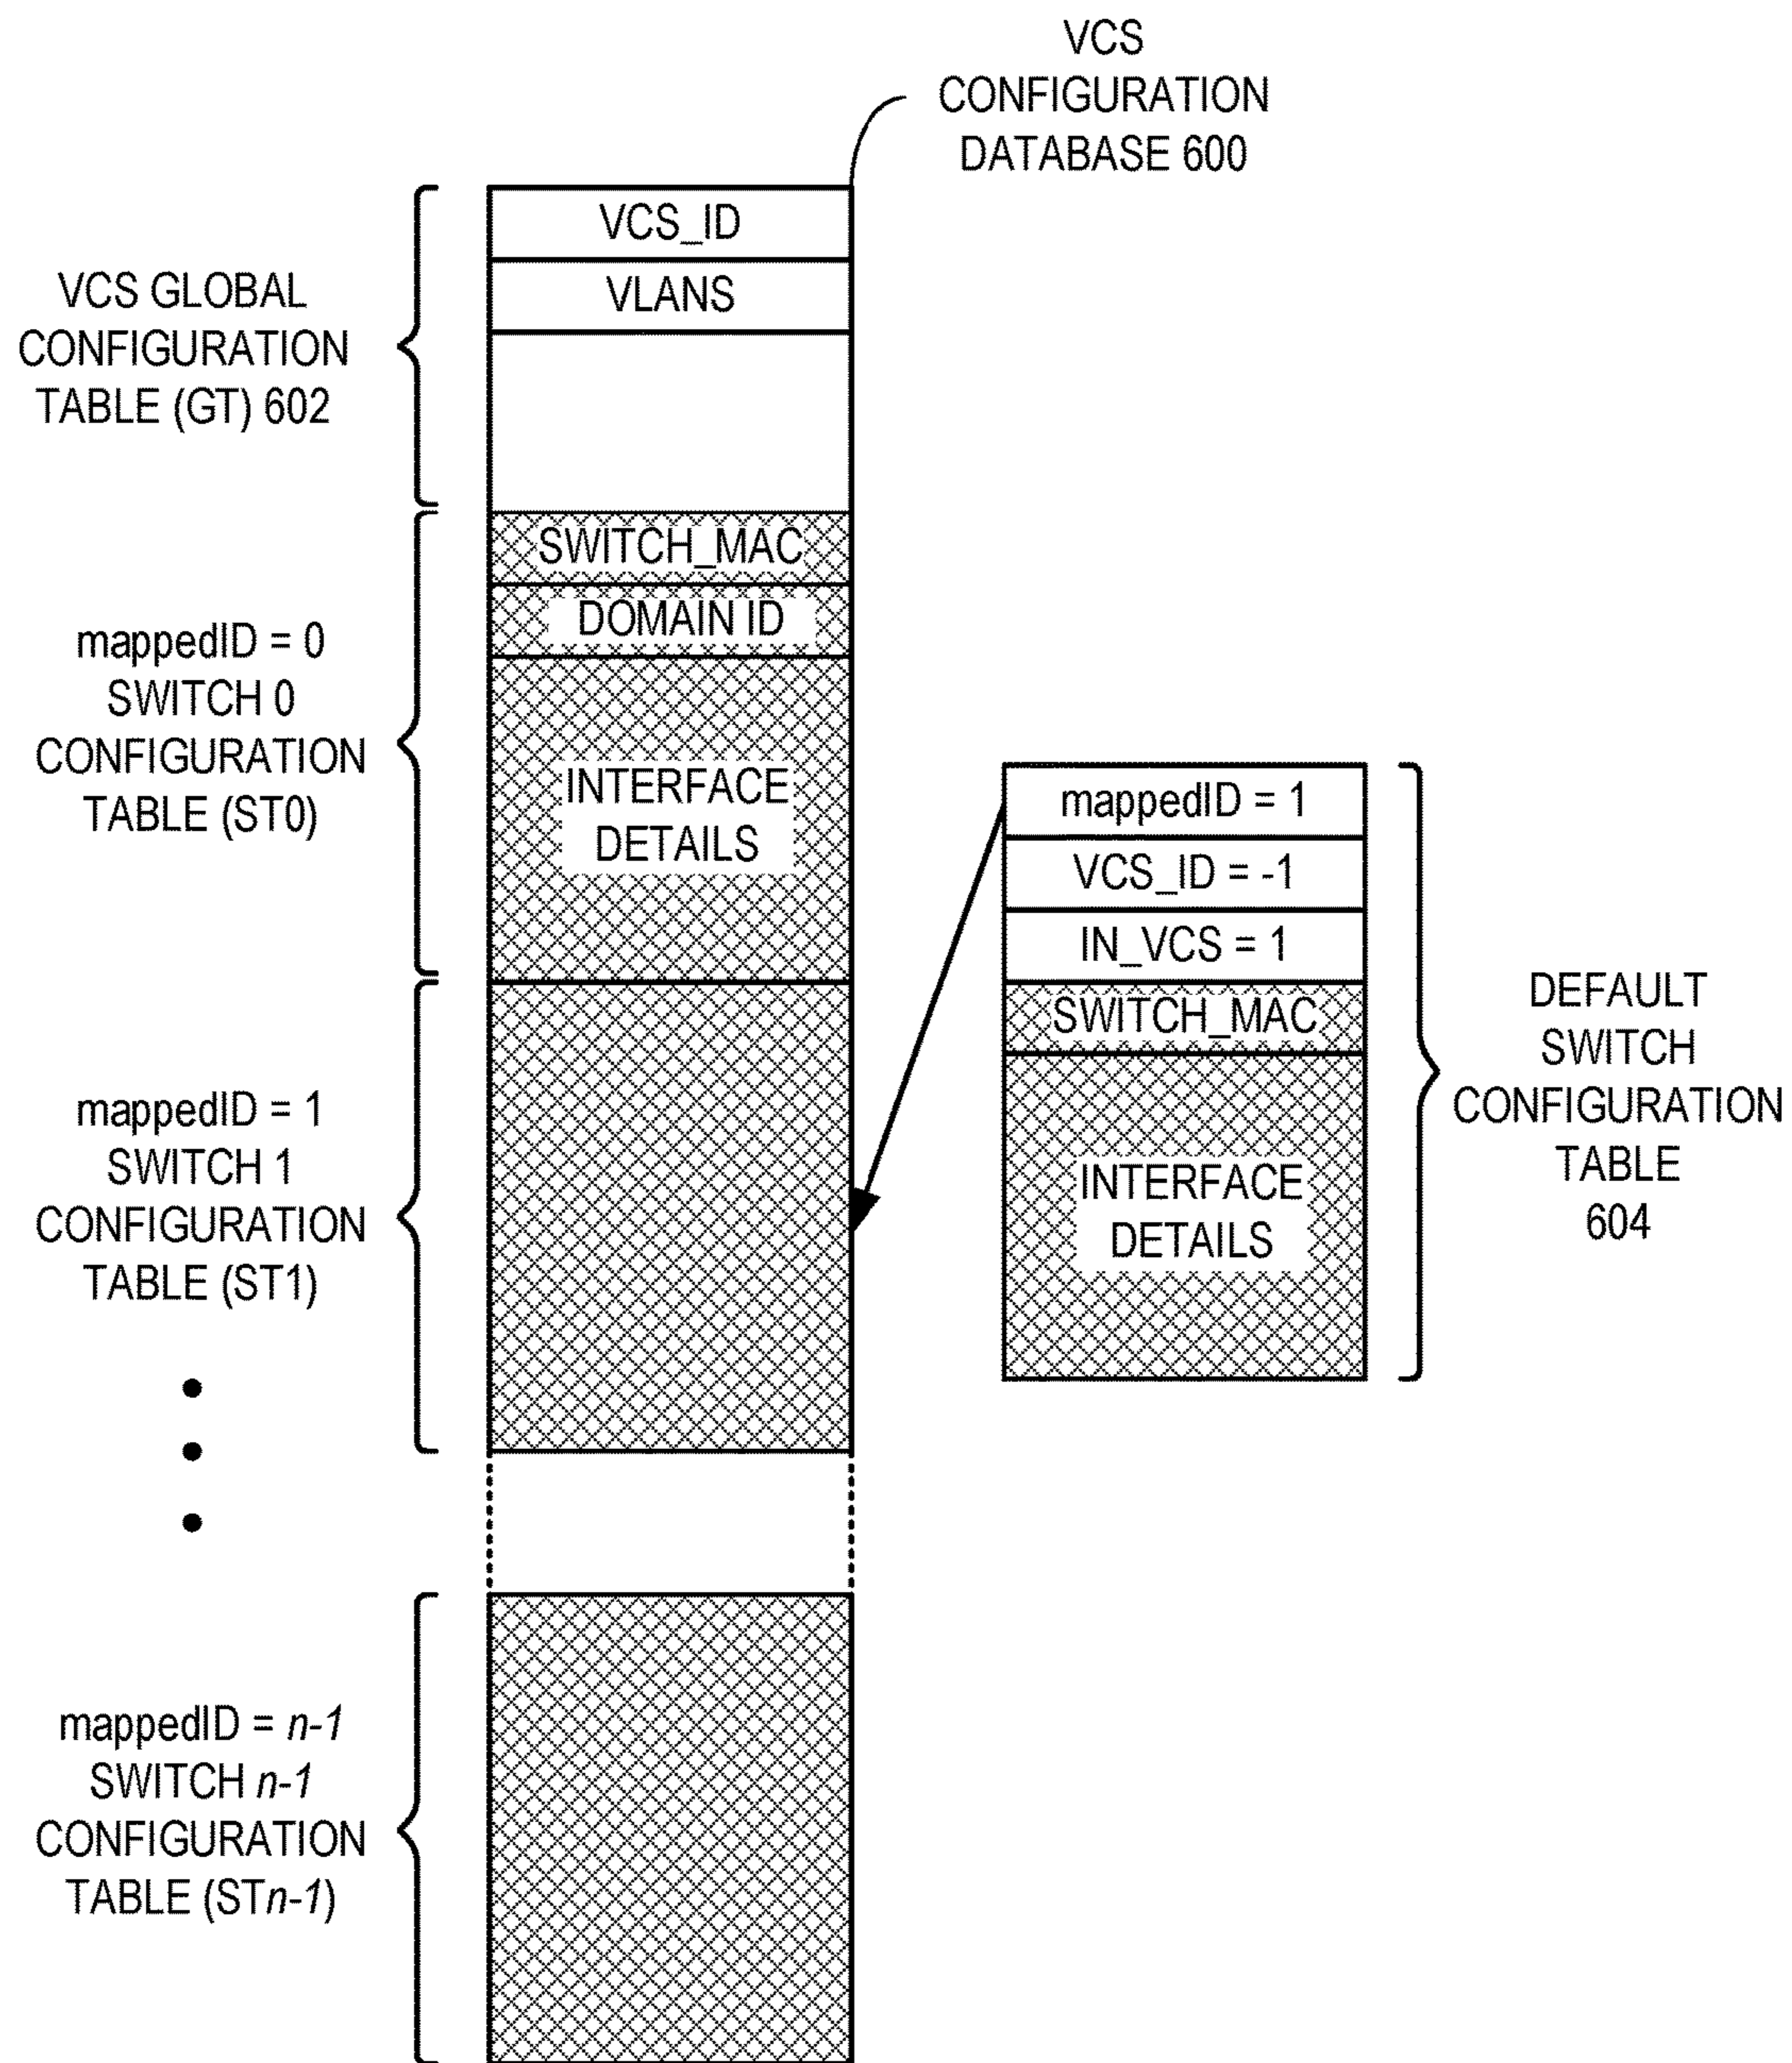 VCS
CONFIGURATION
DATABASE 600
VCS GLOBAL
CONFIGURATION
TABLE (GT) 602
VCS_ID
VLANS
mappedID = 0
SWITCH 0
CONFIGURATION
TABLE (ST0)
SWITCH_MAC
DOMAIN ID
INTERFACE
DETAILS
mappedID = 1
SWITCH 1
CONFIGURATION
TABLE (ST1)
mappedID = 1
VCS_ID = -1
IN_VCS = 1
SWITCH_MAC
INTERFACE
DETAILS
DEFAULT
SWITCH
CONFIGURATION
TABLE
604
mappedID = n-1
SWITCH n-1
CONFIGURATION
TABLE (STn-1)